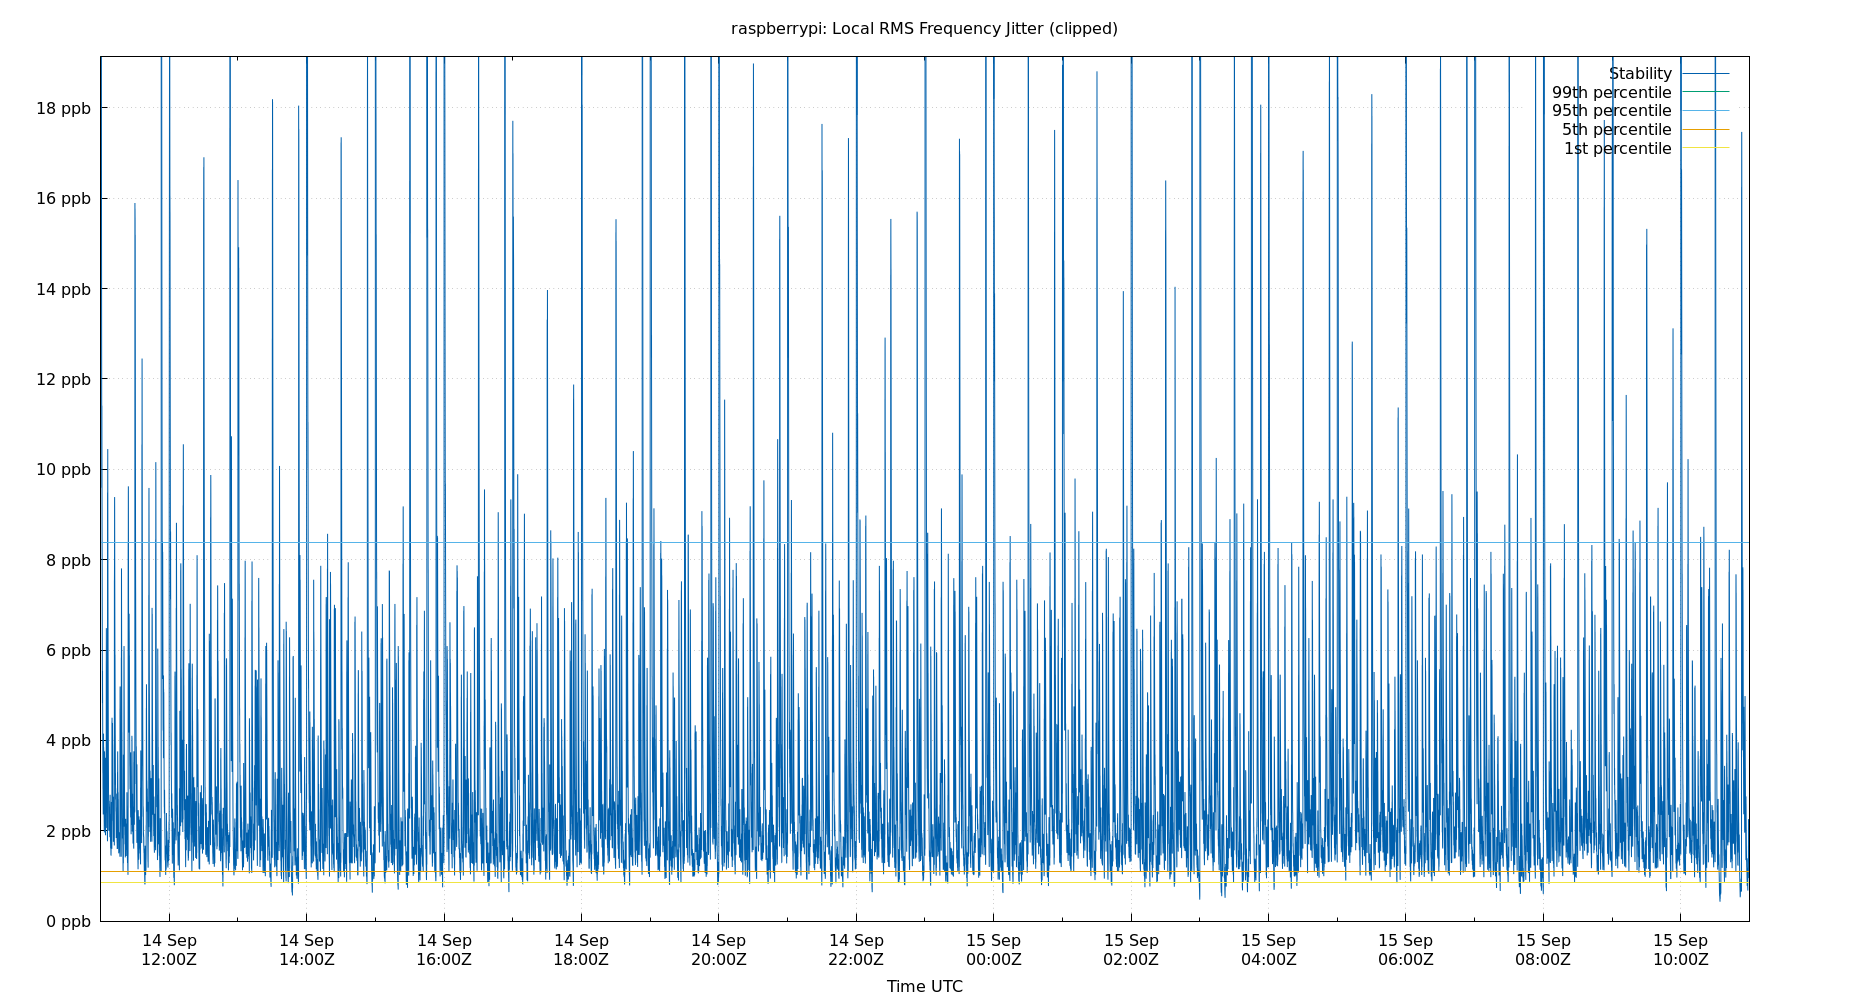 raspberrypi: Local RMS Frequency Jitter (clipped)
Stability
99th percentile
95th percentile
5th percentile
1st percentile
18 ppb
16 ppb
14 ppb
12 ppb
10 ppb
8 ppb
6 ppb
4 ppb
2 ppb
0 ppb
14 Sep 14 Sep 14 Sep 14 Sep 14 Sep 14 Sep 15 Sep 15 Sep 15 Sep 15 Sep 15 Sep 15 Sep
12:00Z 14:00Z 16:00Z 18:00Z 20:00Z 22:00Z 00:00Z 02:00Z 04:00Z 06:00Z 08:00Z 10:00Z
Time UTC